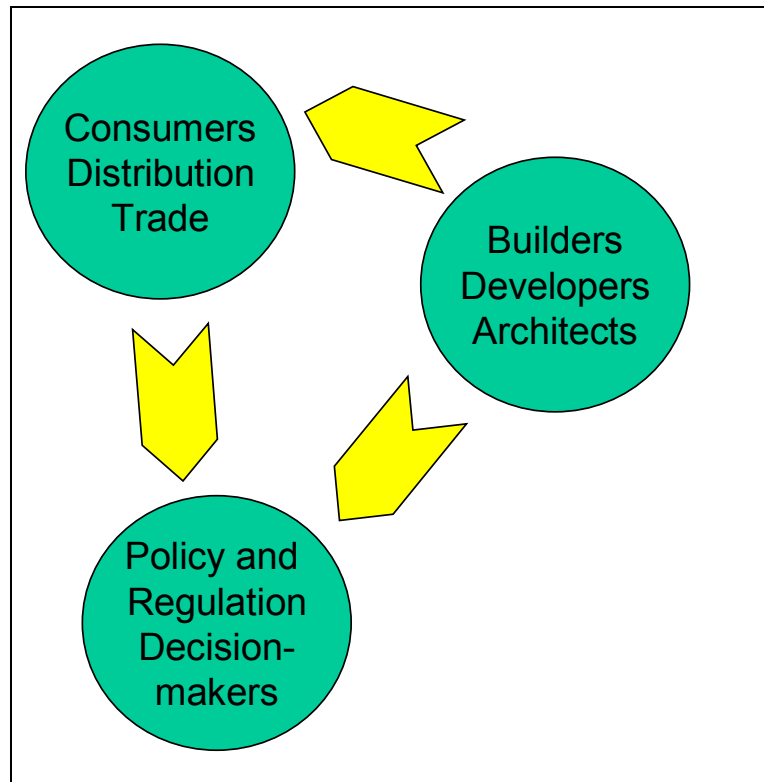 Consumers
Distribution
Trade
Builders
Developers
Architects
Policy and
Regulation
Decision-
makers